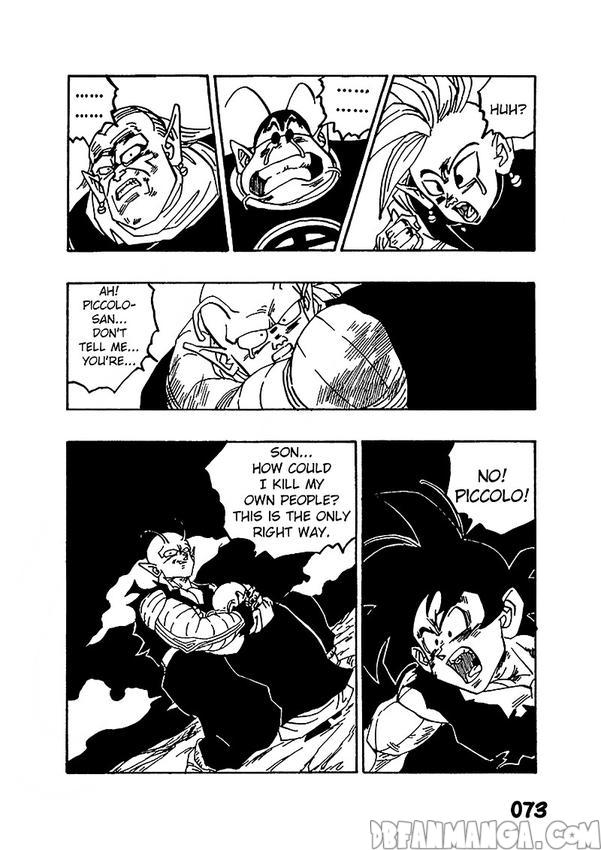 HUH?
......
......
......
......
AH!
PICCOLO-
SAN...
DON'T
TELL ME...
YOU'RE...
NO!
PICCOLO!
SON...
HOW COULD
I KILL MY
OWN PEOPLE?
THIS IS THE ONLY
RIGHT WAY.
073
DBFANMANGA.COM